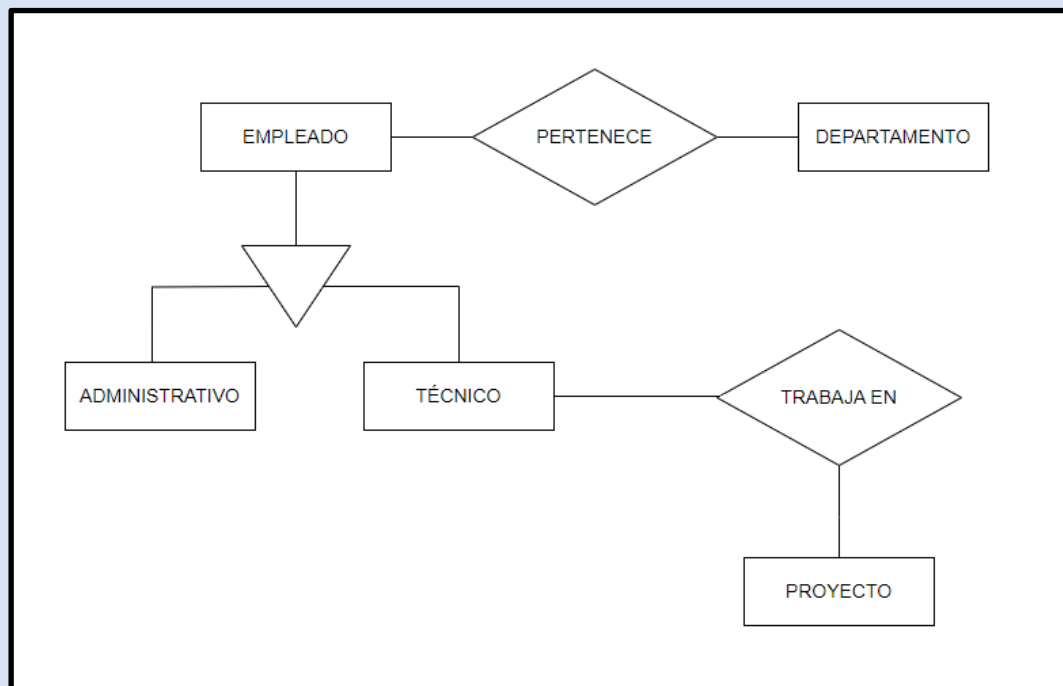 EMPLEADO
PERTENECE
DEPARTAMENTO
ADMINISTRATIVO
TÉCNICO
TRABAJA EN
PROYECTO